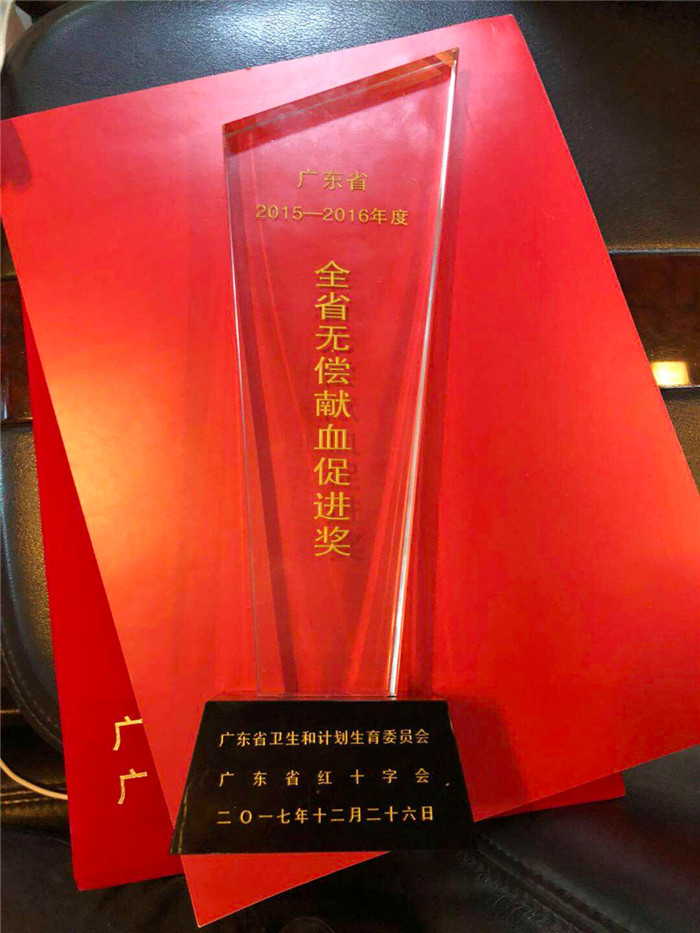 广东省
2015—2016年度
全省无偿献血促进奖
广东省卫生和计划生育委员会
广东省红十字会
二〇一七年十二月二十六日
广
广